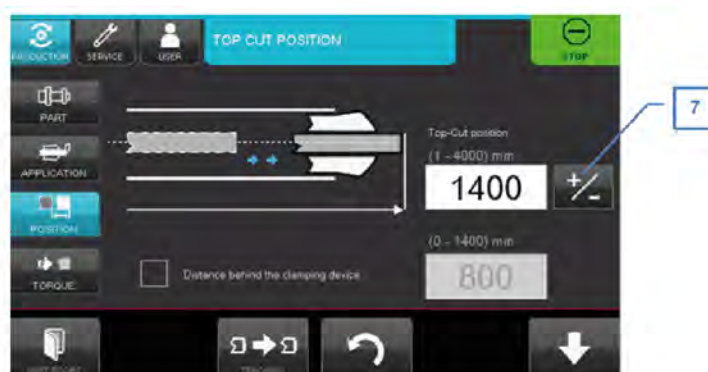 TOP CUT POSITION
PRODUCTION
SERVICE
USER
STOP
7
PART
APPLICATION
POSITION
TORQUE
Top-Cut position
(1 - 4000) mm
1400
+/-
(0 - 1400) mm
800
Distance behind the clamping device